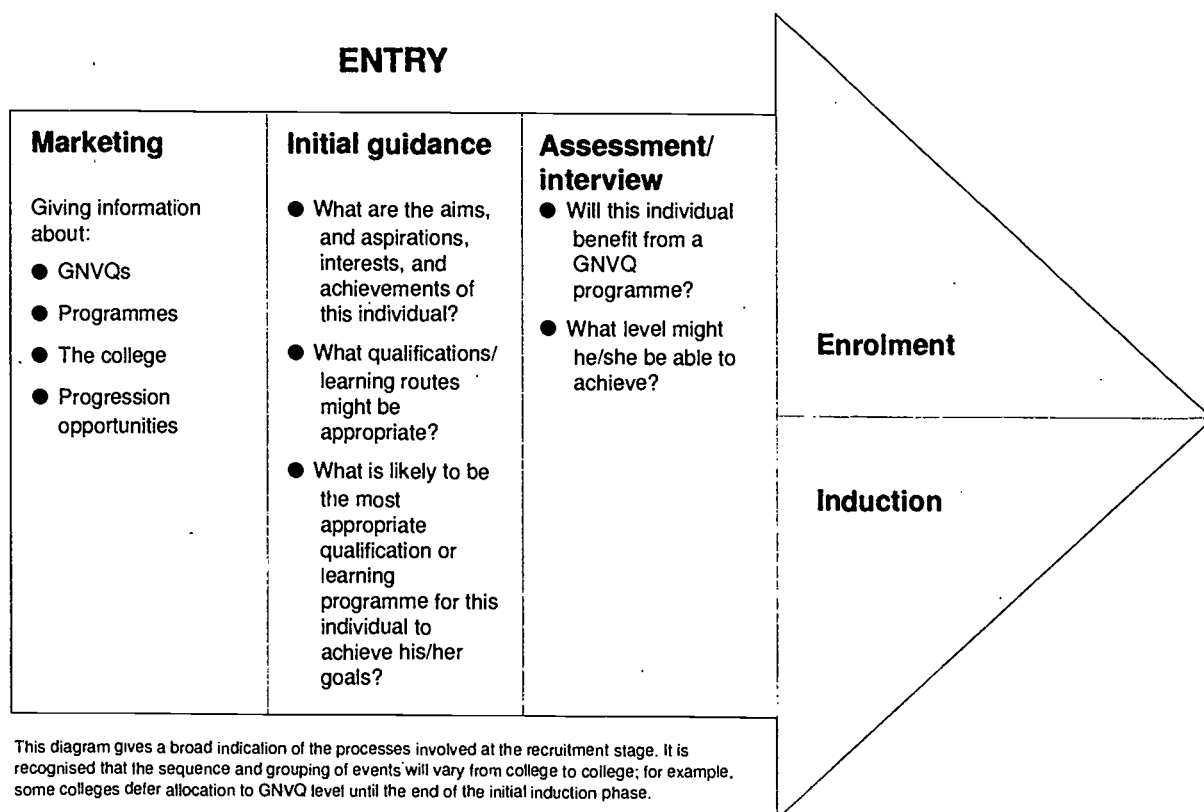 ENTRY
Marketing
Giving information
about:
● GNVQs
● Programmes
● The college
● Progression
opportunities
Initial guidance
● What are the aims,
and aspirations,
interests, and
achievements of
this individual?
● What qualifications/
learning routes
might be
appropriate?
● What is likely to be
the most
appropriate
qualification or
learning
programme for this
individual to
achieve his/her
goals?
Assessment/
interview
● Will this individual
benefit from a
GNVQ
programme?
● What level might
he/she be able to
achieve?
Enrolment
Induction
This diagram gives a broad indication of the processes involved at the recruitment stage. It is
recognised that the sequence and grouping of events will vary from college to college; for example,
some colleges defer allocation to GNVQ level until the end of the initial induction phase.